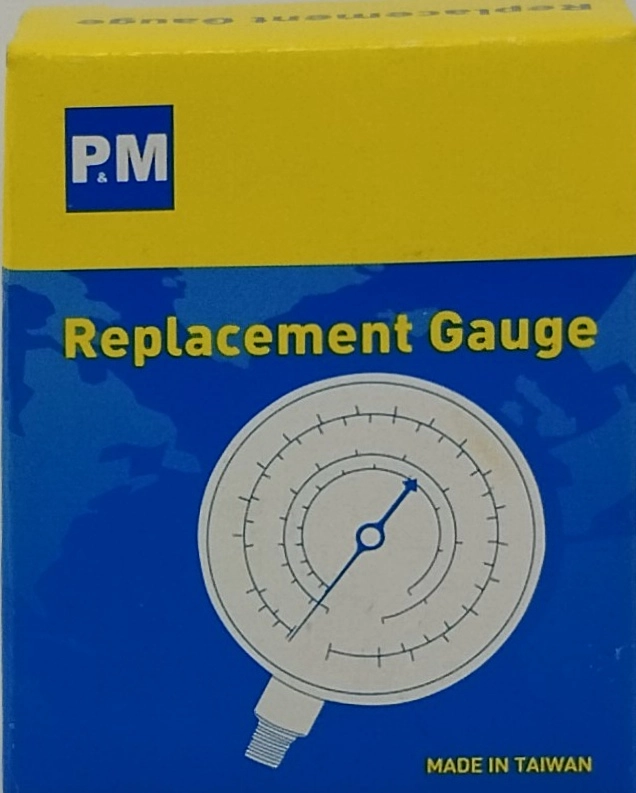 Replacement Gauge
P&M
Replacement Gauge
MADE IN TAIWAN